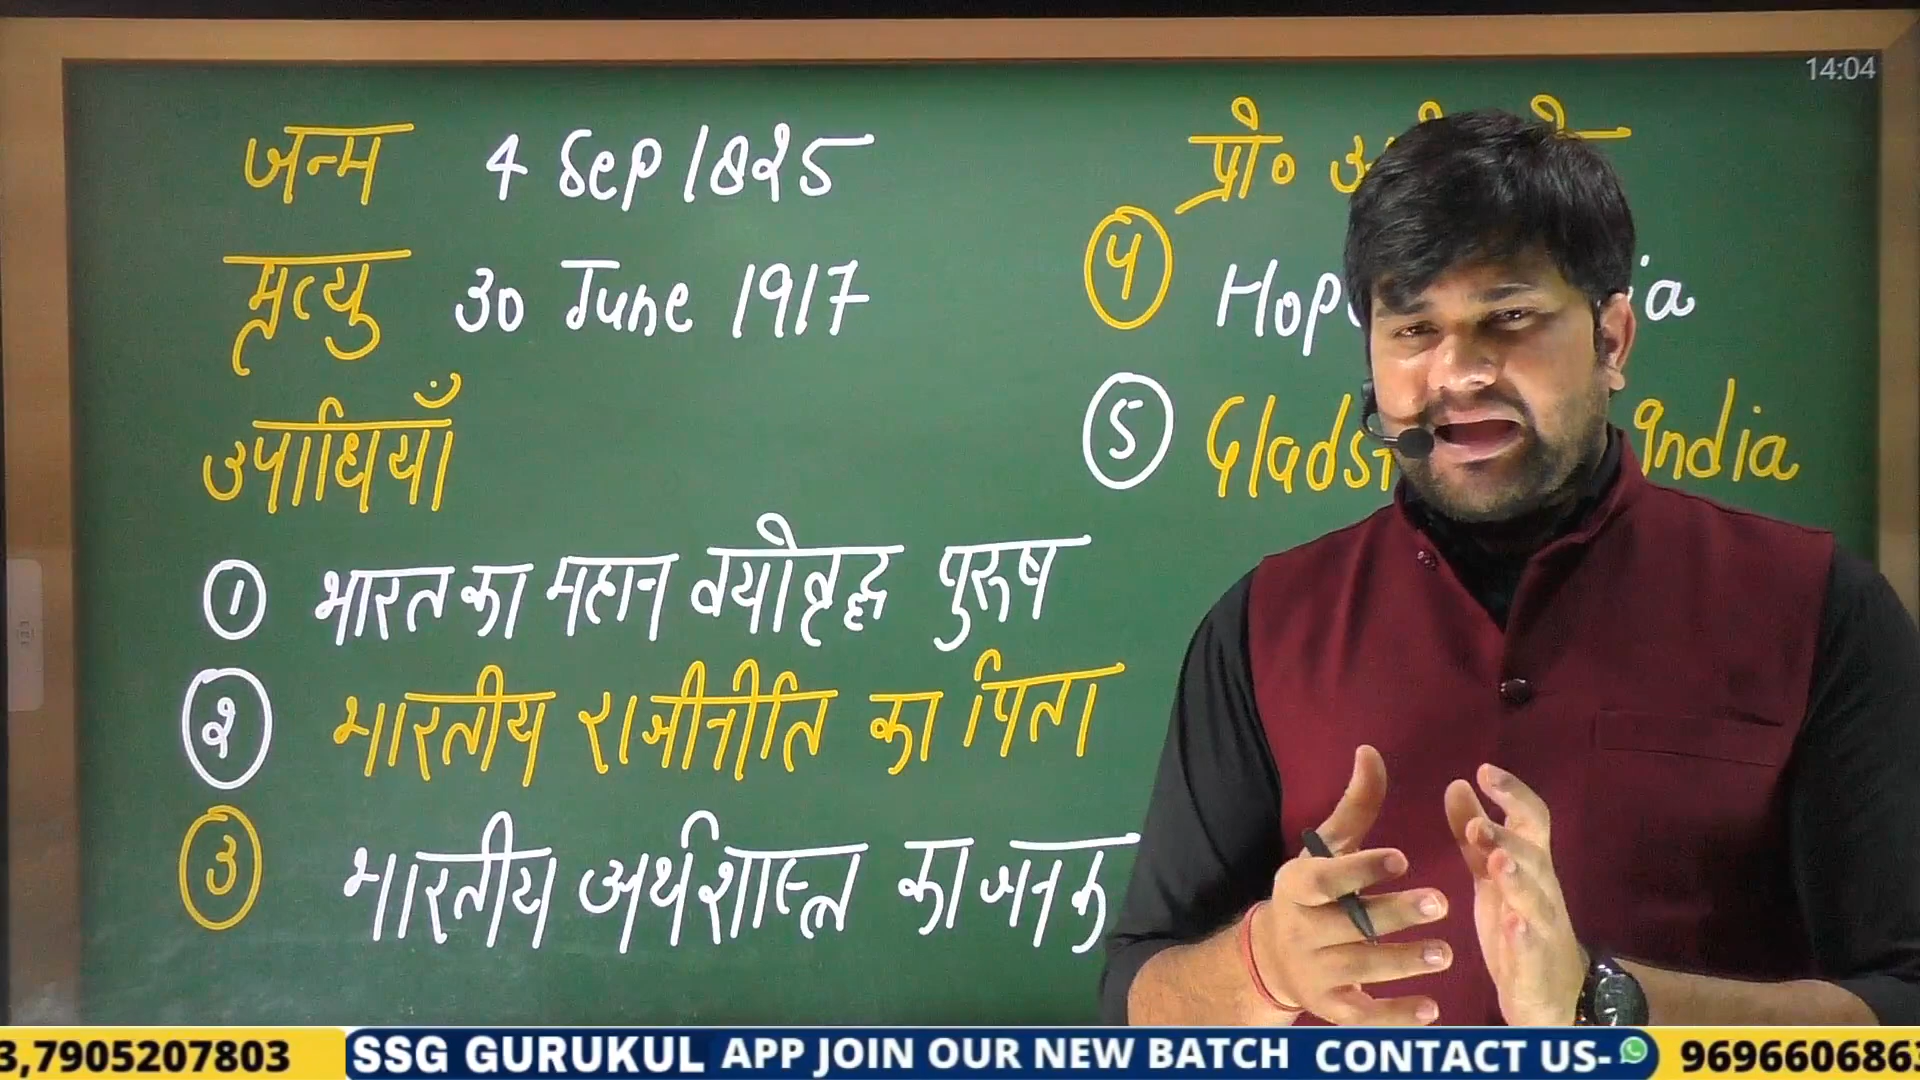 14:04
जन्म 4 Sep 1825
मृत्यु 30 June 1917
उपाधियाँ
① भारत का महान वयोवृद्ध पुरुष
② भारतीय राजनीति का पिता
③ भारतीय अर्थशास्त्र का जनक
प्रो०
④
⑤ India
3,7905207803 SSG GURUKUL APP JOIN OUR NEW BATCH CONTACT US- 969660686